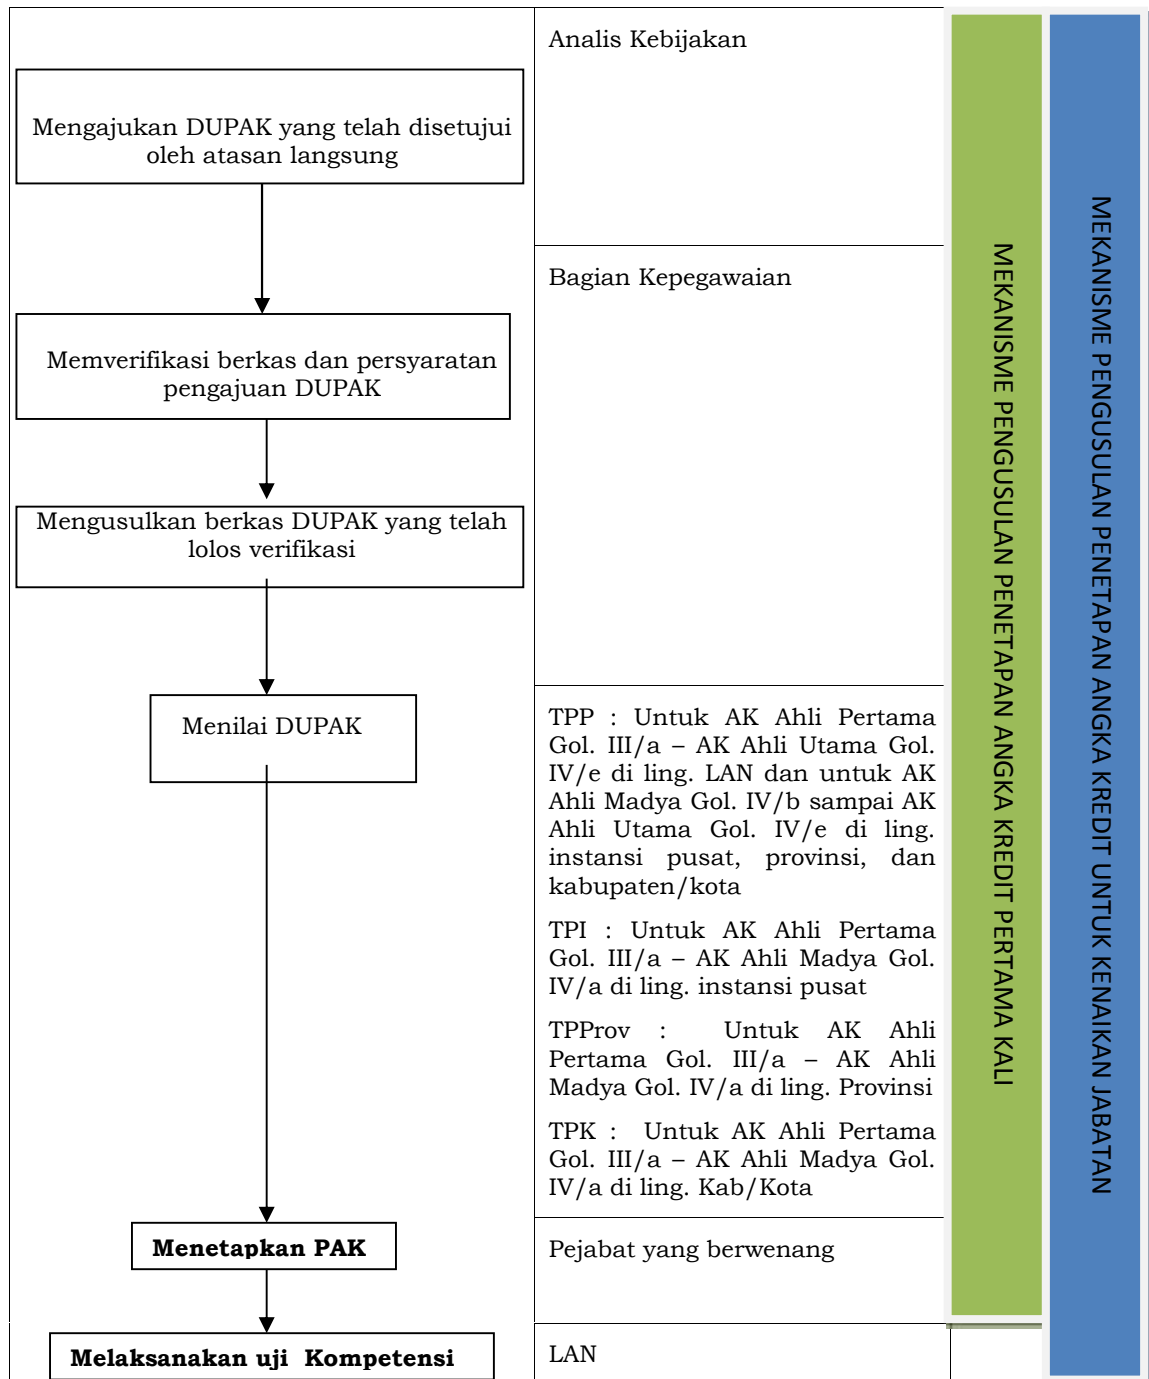 Analis Kebijakan
Mengajukan DUPAK yang telah disetujui
oleh atasan langsung
Bagian Kepegawaian
Memverifikasi berkas dan persyaratan
pengajuan DUPAK
Mengusulkan berkas DUPAK yang telah
lolos verifikasi
Menilai DUPAK
TPP : Untuk AK Ahli Pertama
Gol. III/a – AK Ahli Utama Gol.
IV/e di ling. LAN dan untuk AK
Ahli Madya Gol. IV/b sampai AK
Ahli Utama Gol. IV/e di ling.
instansi pusat, provinsi, dan
kabupaten/kota
TPI : Untuk AK Ahli Pertama
Gol. III/a – AK Ahli Madya Gol.
IV/a di ling. instansi pusat
TPProv : Untuk AK Ahli
Pertama Gol. III/a – AK Ahli
Madya Gol. IV/a di ling. Provinsi
TPK : Untuk AK Ahli Pertama
Gol. III/a – AK Ahli Madya Gol.
IV/a di ling. Kab/Kota
Menetapkan PAK
Pejabat yang berwenang
Melaksanakan uji Kompetensi
LAN
MEKANISME PENGUSULAN PENETAPAN ANGKA KREDIT PERTAMA KALI
MEKANISME PENGUSULAN PENETAPAN ANGKA KREDIT UNTUK KENAIKAN JABATAN